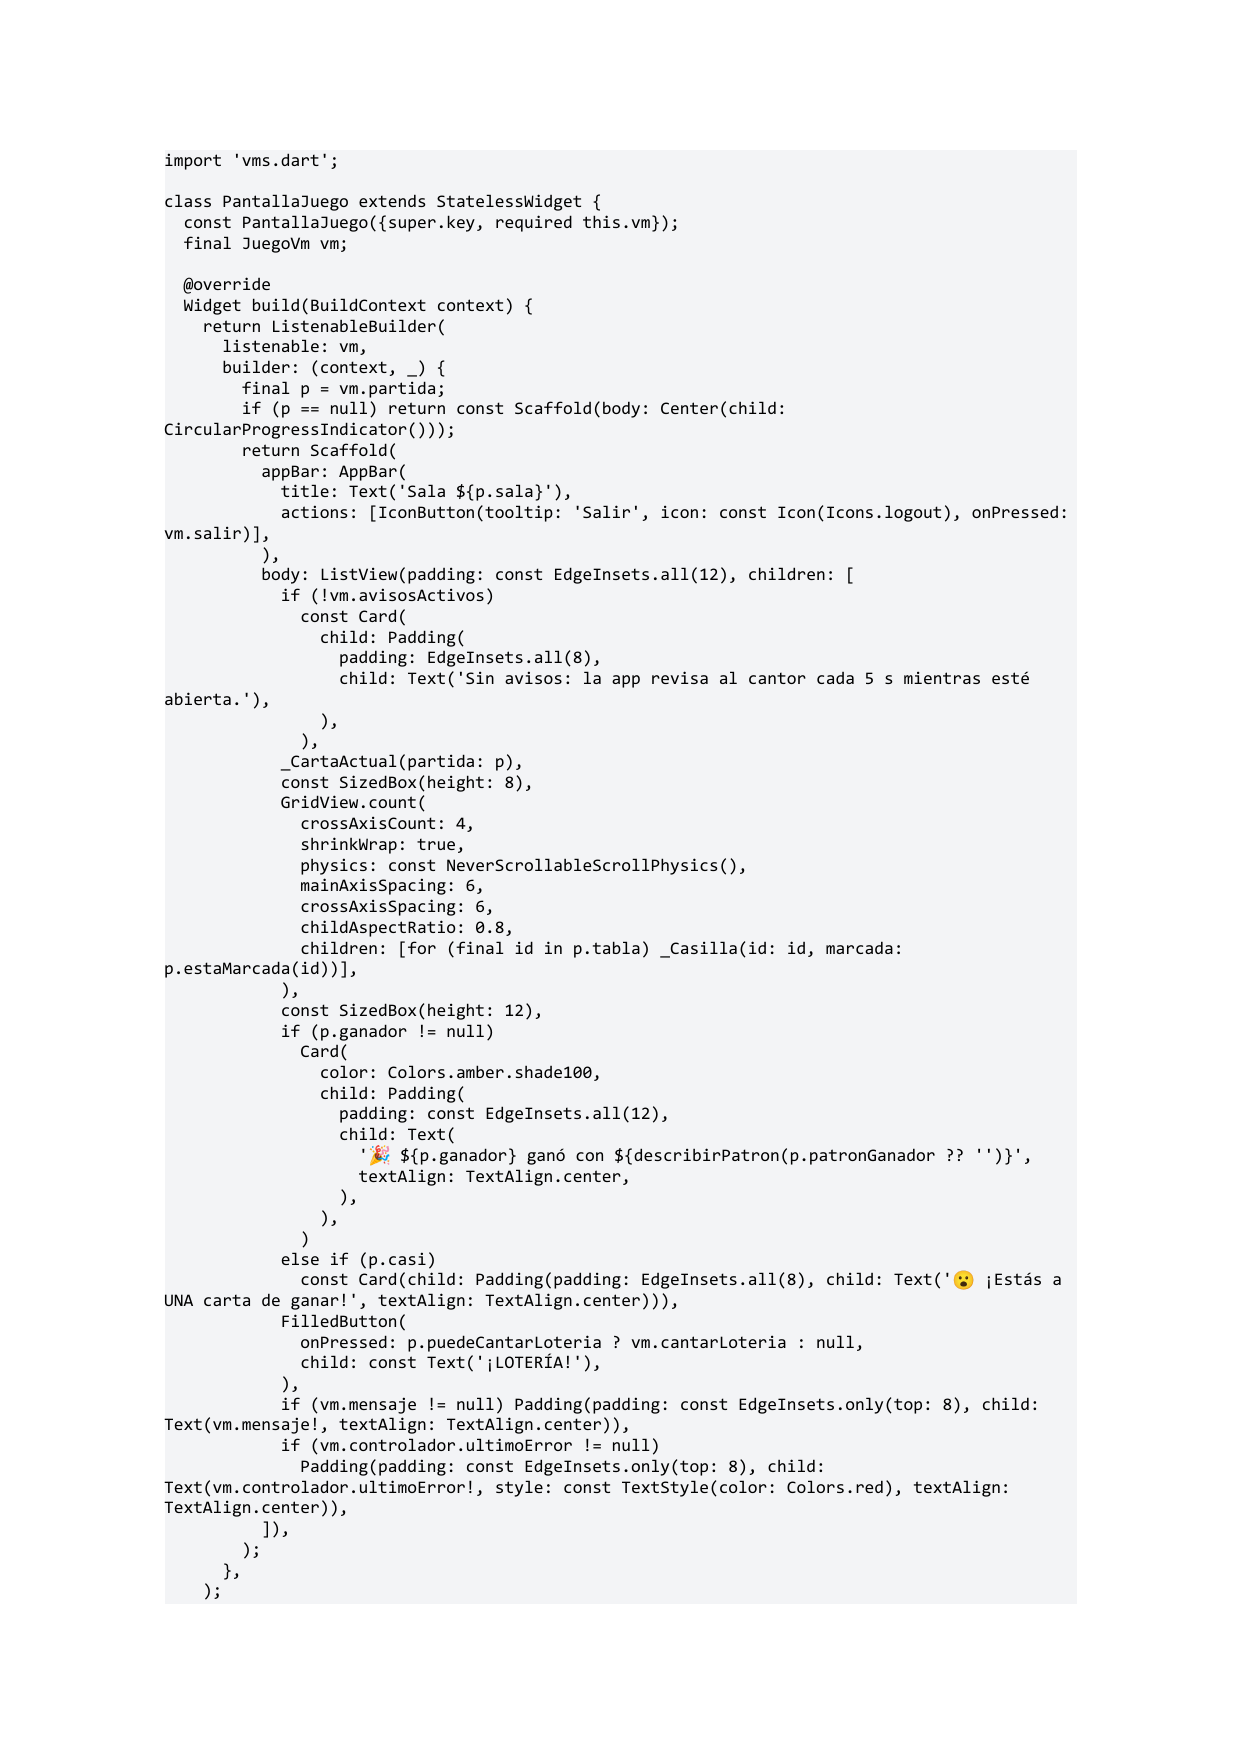 import 'vms.dart';

class PantallaJuego extends StatelessWidget {
  const PantallaJuego({super.key, required this.vm});
  final JuegoVm vm;

  @override
  Widget build(BuildContext context) {
    return ListenableBuilder(
      listenable: vm,
      builder: (context, _) {
        final p = vm.partida;
        if (p == null) return const Scaffold(body: Center(child:
CircularProgressIndicator()));
        return Scaffold(
          appBar: AppBar(
            title: Text('Sala ${p.sala}'),
            actions: [IconButton(tooltip: 'Salir', icon: const Icon(Icons.logout), onPressed:
vm.salir)],
          ),
          body: ListView(padding: const EdgeInsets.all(12), children: [
            if (!vm.avisosActivos)
              const Card(
                child: Padding(
                  padding: EdgeInsets.all(8),
                  child: Text('Sin avisos: la app revisa al cantor cada 5 s mientras esté
abierta.'),
                ),
              ),
            _CartaActual(partida: p),
            const SizedBox(height: 8),
            GridView.count(
              crossAxisCount: 4,
              shrinkWrap: true,
              physics: const NeverScrollableScrollPhysics(),
              mainAxisSpacing: 6,
              crossAxisSpacing: 6,
              childAspectRatio: 0.8,
              children: [for (final id in p.tabla) _Casilla(id: id, marcada:
p.estaMarcada(id))],
            ),
            const SizedBox(height: 12),
            if (p.ganador != null)
              Card(
                color: Colors.amber.shade100,
                child: Padding(
                  padding: const EdgeInsets.all(12),
                  child: Text(
                    '🎉 ${p.ganador} ganó con ${describirPatron(p.patronGanador ?? '')}',
                    textAlign: TextAlign.center,
                  ),
                ),
              )
            else if (p.casi)
              const Card(child: Padding(padding: EdgeInsets.all(8), child: Text('😮 ¡Estás a
UNA carta de ganar!', textAlign: TextAlign.center))),
            FilledButton(
              onPressed: p.puedeCantarLoteria ? vm.cantarLoteria : null,
              child: const Text('¡LOTERÍA!'),
            ),
            if (vm.mensaje != null) Padding(padding: const EdgeInsets.only(top: 8), child:
Text(vm.mensaje!, textAlign: TextAlign.center)),
            if (vm.controlador.ultimoError != null)
              Padding(padding: const EdgeInsets.only(top: 8), child:
Text(vm.controlador.ultimoError!, style: const TextStyle(color: Colors.red), textAlign:
TextAlign.center)),
          ]),
        );
      },
    );